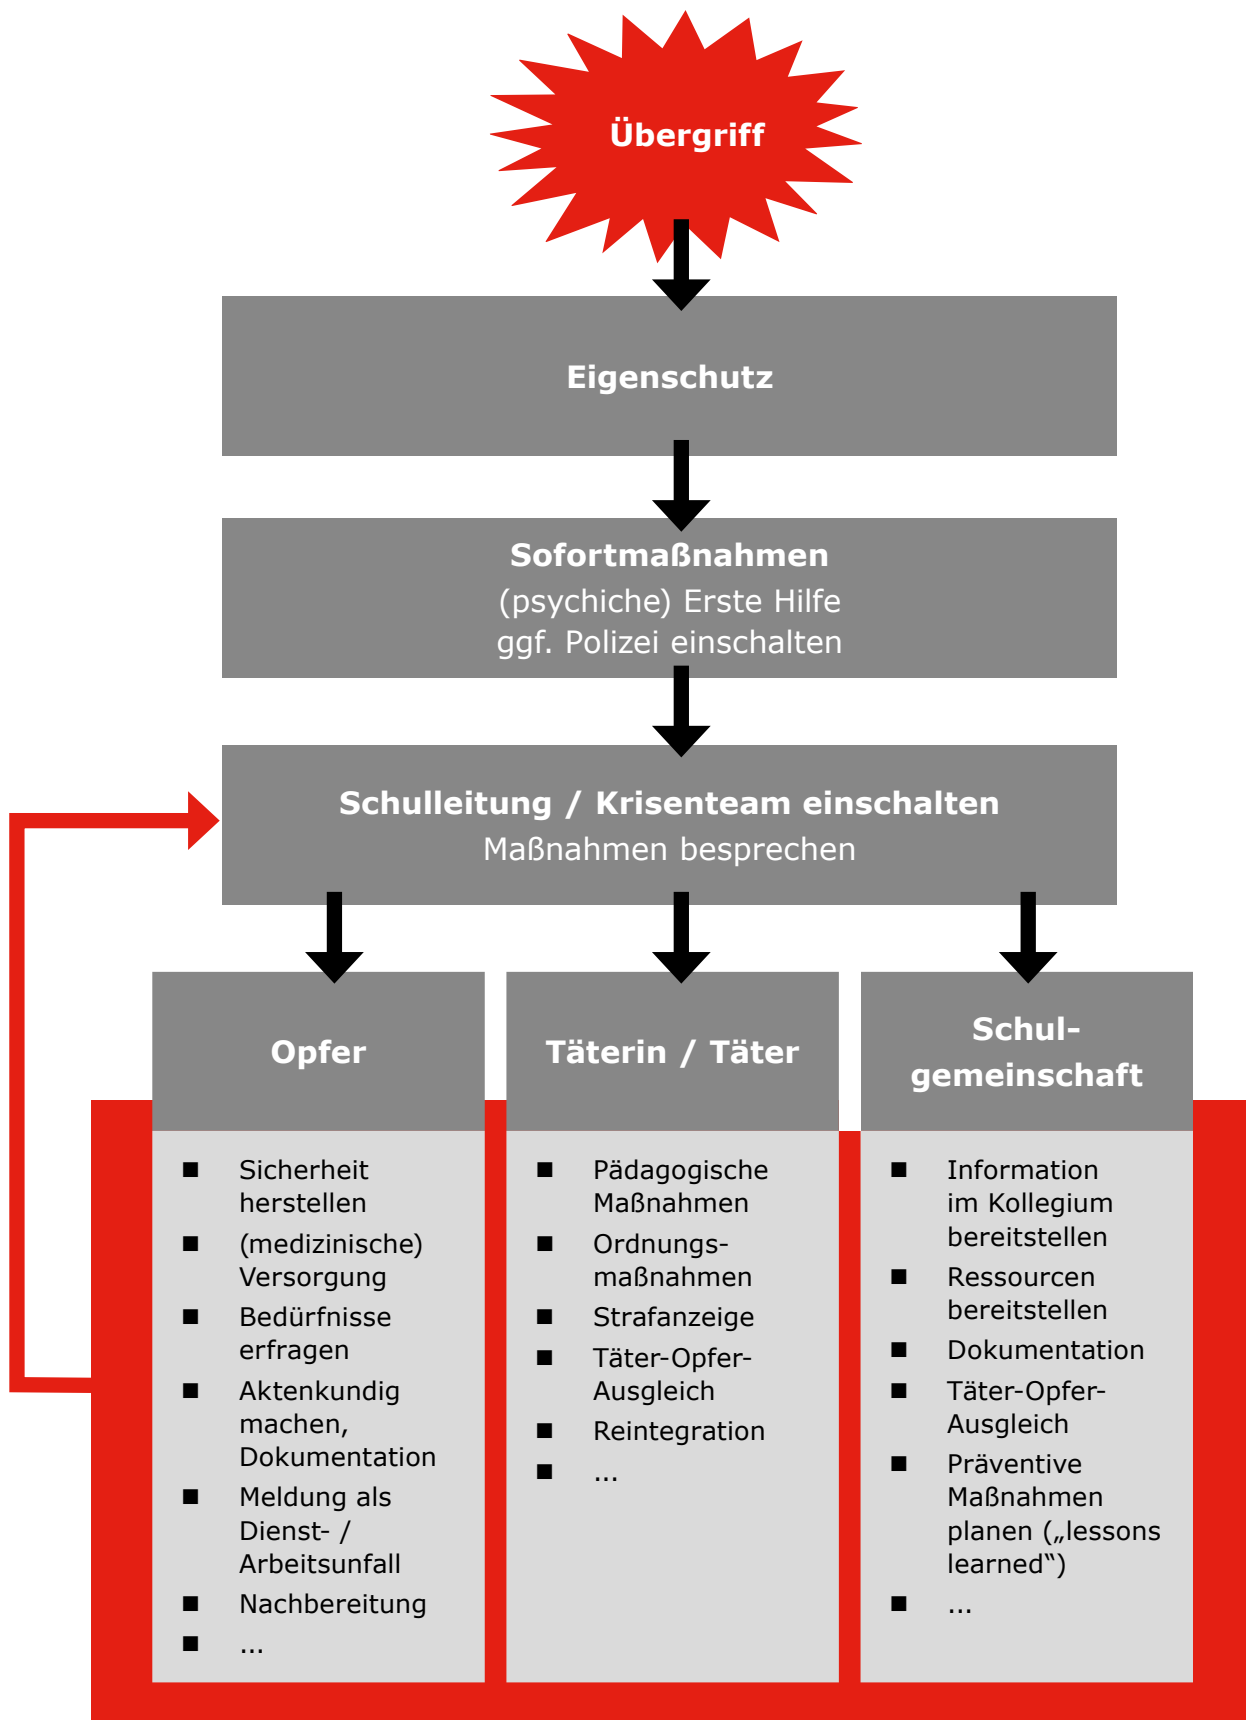 Übergriff
Eigenschutz
Sofortmaßnahmen
(psychiche) Erste Hilfe
ggf. Polizei einschalten
Schulleitung / Krisenteam einschalten
Maßnahmen besprechen
Opfer
■ Sicherheit
herstellen
■ (medizinische)
Versorgung
■ Bedürfnisse
erfragen
■ Aktenkundig
machen,
Dokumentation
■ Meldung als
Dienst- /
Arbeitsunfall
■ Nachbereitung
■ ...
Täterin / Täter
■ Pädagogische
Maßnahmen
■ Ordnungs-
maßnahmen
■ Strafanzeige
■ Täter-Opfer-
Ausgleich
■ Reintegration
■ ...
Schul-
gemeinschaft
■ Information
im Kollegium
bereitstellen
■ Ressourcen
bereitstellen
■ Dokumentation
■ Täter-Opfer-
Ausgleich
■ Präventive
Maßnahmen
planen („lessons
learned“)
■ ...